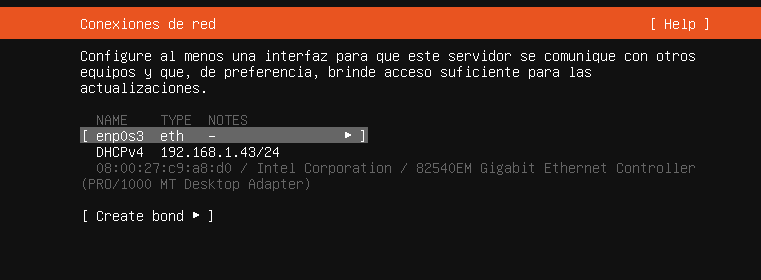 Conexiones de red [ Help ]
Configure al menos una interfaz para que este servidor se comunique con otros
equipos y que, de preferencia, brinde acceso suficiente para las
actualizaciones.
NAME TYPE NOTES
[ enp0s3 eth – ▸ ]
DHCPv4 192.168.1.43/24
08:00:27:c9:a8:d0 / Intel Corporation / 82540EM Gigabit Ethernet Controller
(PRO/1000 MT Desktop Adapter)
[ Create bond ▸ ]